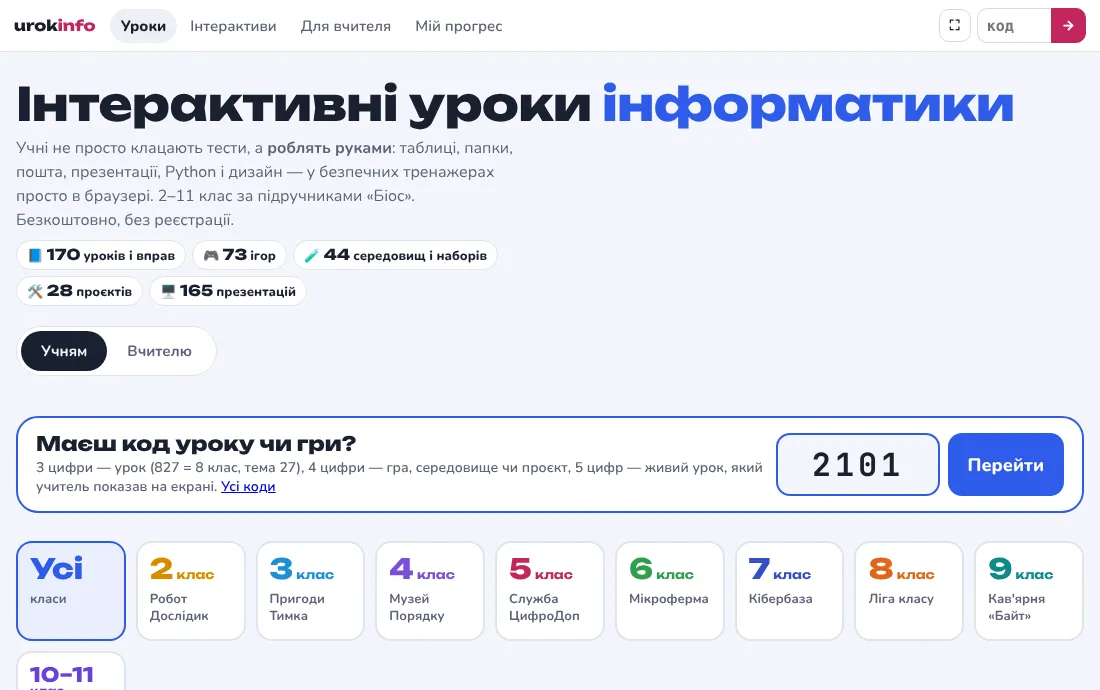 urokinfo Уроки Інтерактиви Для вчителя Мій прогрес код →
Інтерактивні уроки інформатики
Учні не просто клацають тести, а роблять руками: таблиці, папки,
пошта, презентації, Python і дизайн — у безпечних тренажерах
просто в браузері. 2–11 клас за підручниками «Біос».
Безкоштовно, без реєстрації.
170 уроків і вправ 73 ігор 44 середовищ і наборів
28 проєктів 165 презентацій
Учням Вчителю
Маєш код уроку чи гри?
3 цифри — урок (827 = 8 клас, тема 27), 4 цифри — гра, середовище чи проєкт, 5 цифр — живий урок, який
учитель показав на екрані. Усі коди
2101 Перейти
Усі 2 клас 3 клас 4 клас 5 клас 6 клас 7 клас 8 клас 9 клас
класи Робот Пригоди Музей Служба Мікроферма Кібербаза Ліга класу Кав'ярня
Дослідик Тимка Порядку ЦифроДоп «Байт»
10–11
клас